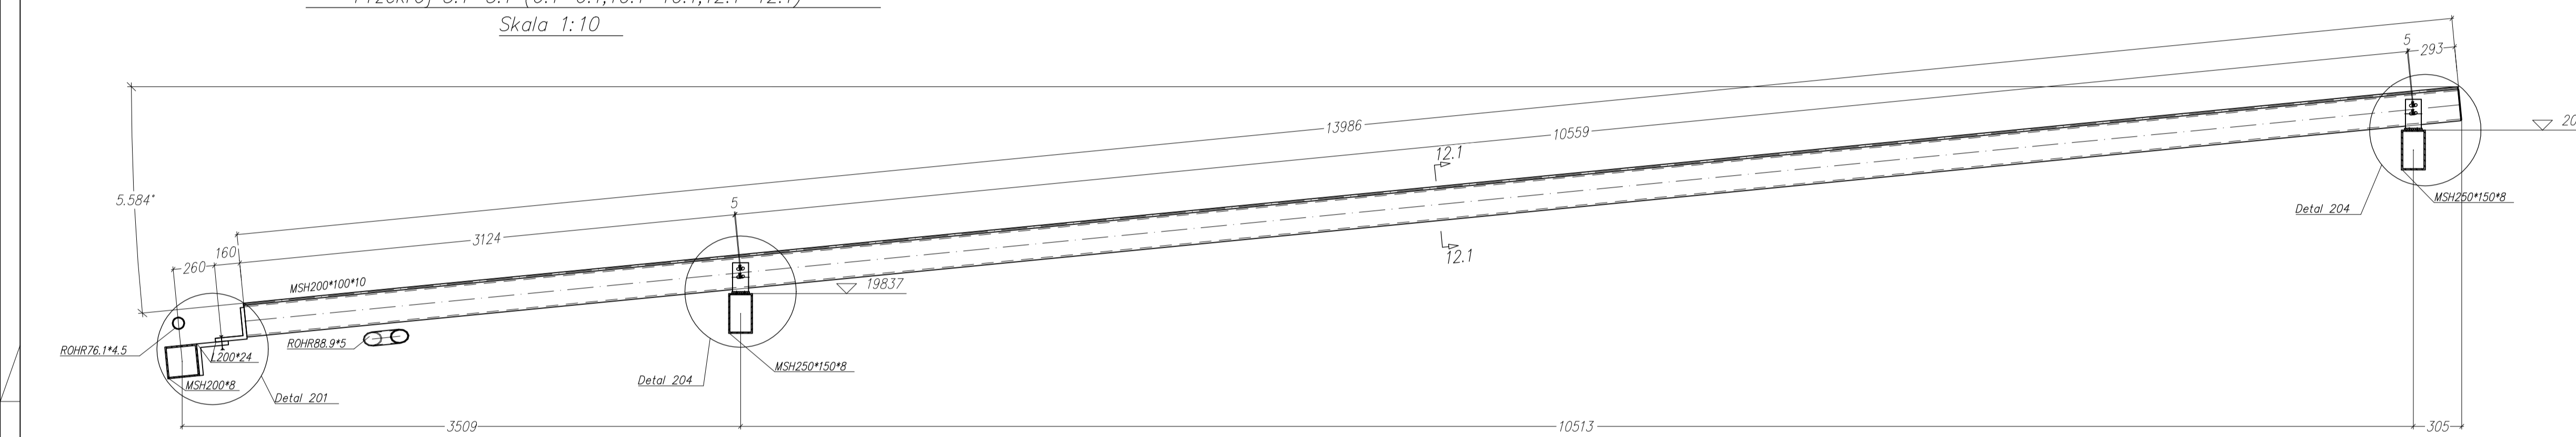 Skala 1:10
5
293
13986
10559
20
12.1
5.584°
5
MSH250*150*8
Detal 204
3124
160
260
12.1
MSH200*100*10
19837
ROHR76.1*4.5
ROHR88.9*5
L200*24
MSH250*150*8
MSH200*8
Detal 204
Detal 201
3509
10513
305